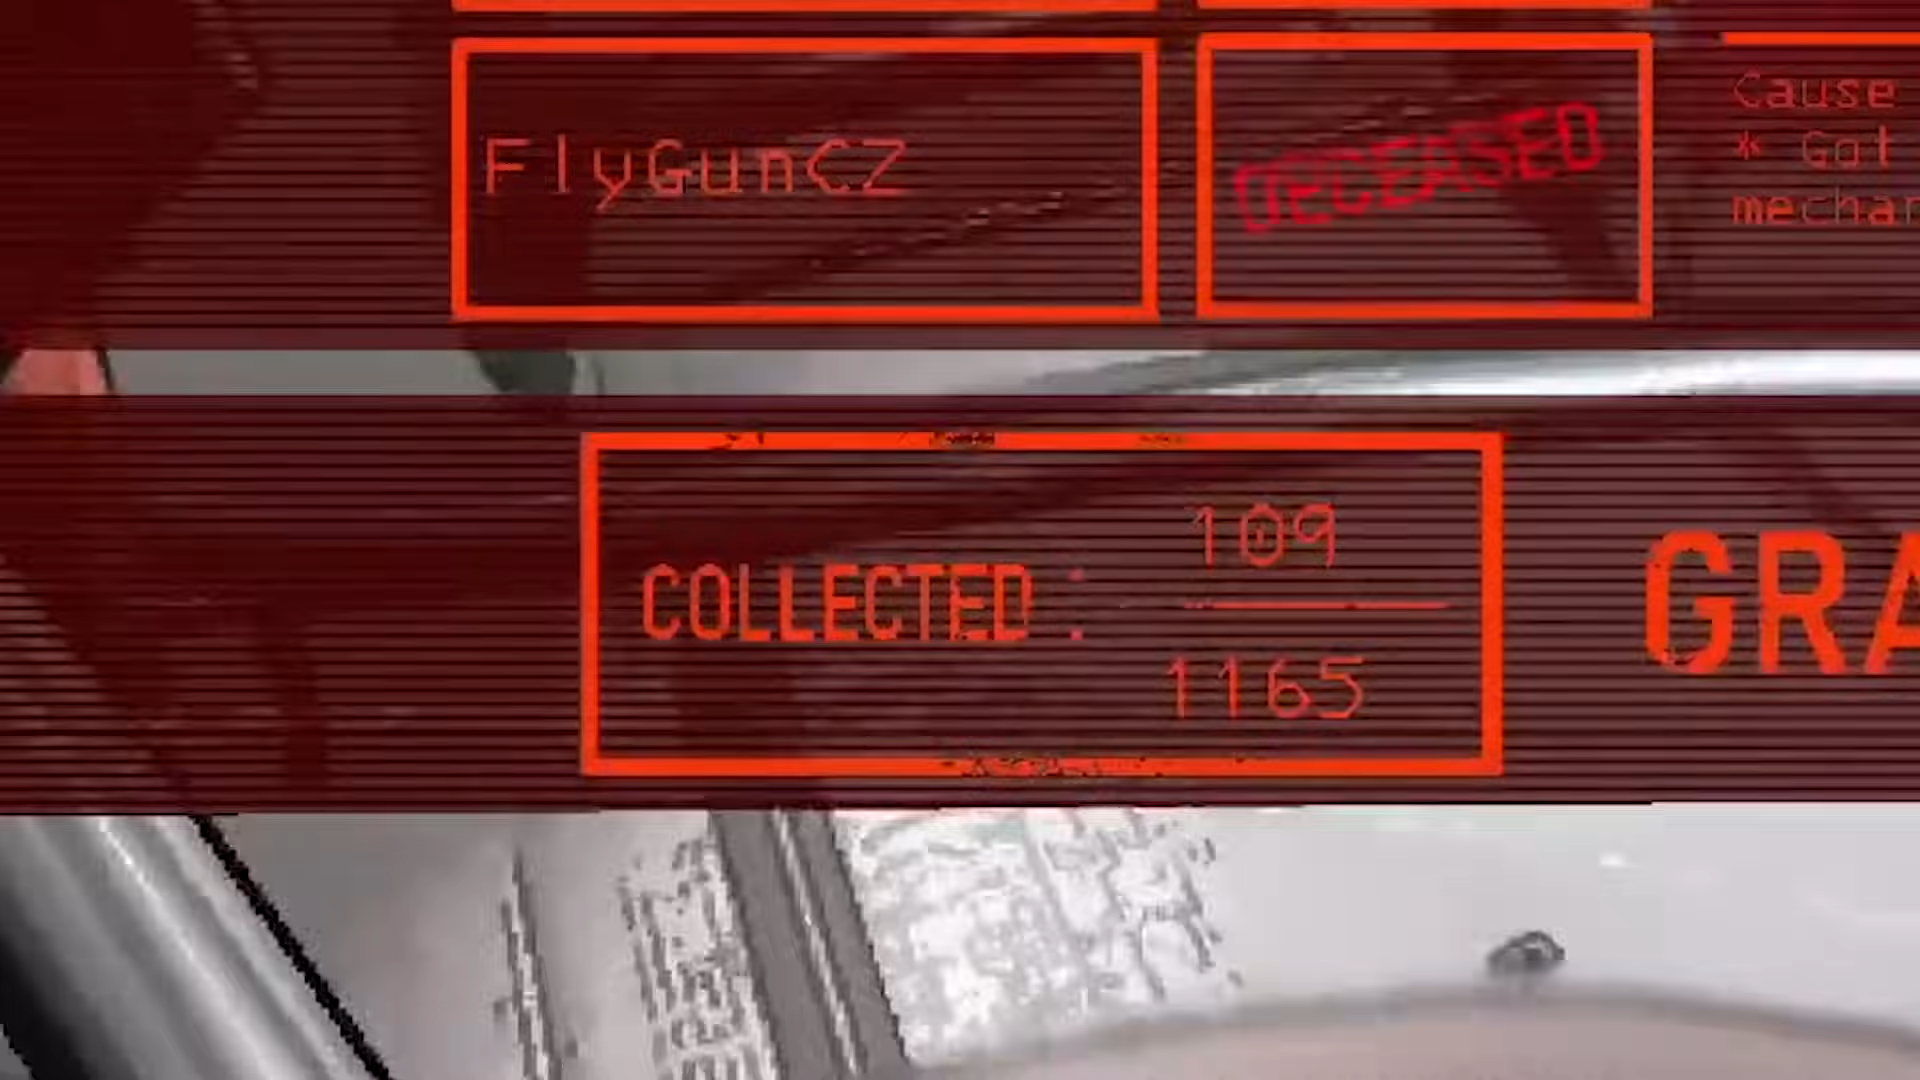 FlyGunCZ
DECEASED
Cause
* Got
mechan
COLLECTED :
109
1165
GRA